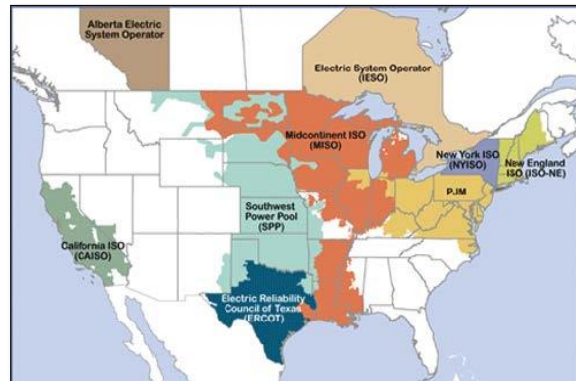 Alberta Electric
System Operator
Electric System Operator
(IESO)
Midcontinent ISO
(MISO)
New York ISO
(NYISO)
New England
ISO (ISO-NE)
PJM
Southwest
Power Pool
(SPP)
California ISO
(CAISO)
Electric Reliability
Council of Texas
(ERCOT)